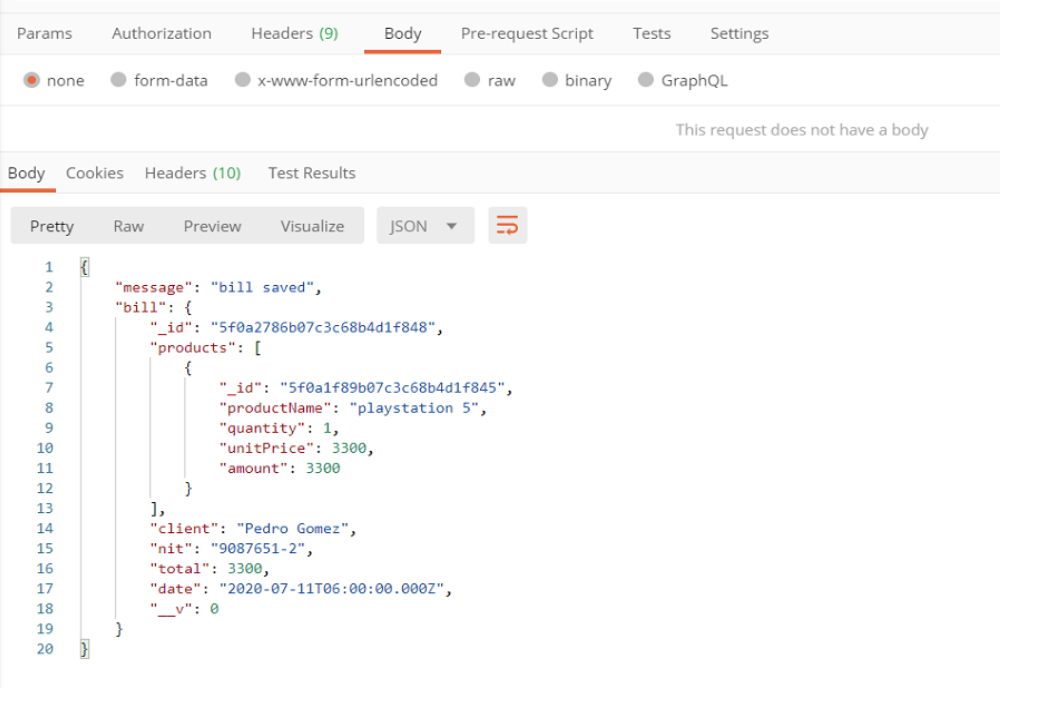 Params Authorization Headers (9) Body Pre-request Script Tests Settings
none form-data x-www-form-urlencoded raw binary GraphQL
This request does not have a body
Body Cookies Headers (10) Test Results
Pretty Raw Preview Visualize JSON
1 {
2 "message": "bill saved",
3 "bill": {
4 "_id": "5f0a2786b07c3c68b4d1f848",
5 "products": [
6 {
7 "_id": "5f0a1f89b07c3c68b4d1f845",
8 "productName": "playstation 5",
9 "quantity": 1,
10 "unitPrice": 3300,
11 "amount": 3300
12 }
13 ],
14 "client": "Pedro Gomez",
15 "nit": "9087651-2",
16 "total": 3300,
17 "date": "2020-07-11T06:00:00.000Z",
18 "__v": 0
19 }
20 }